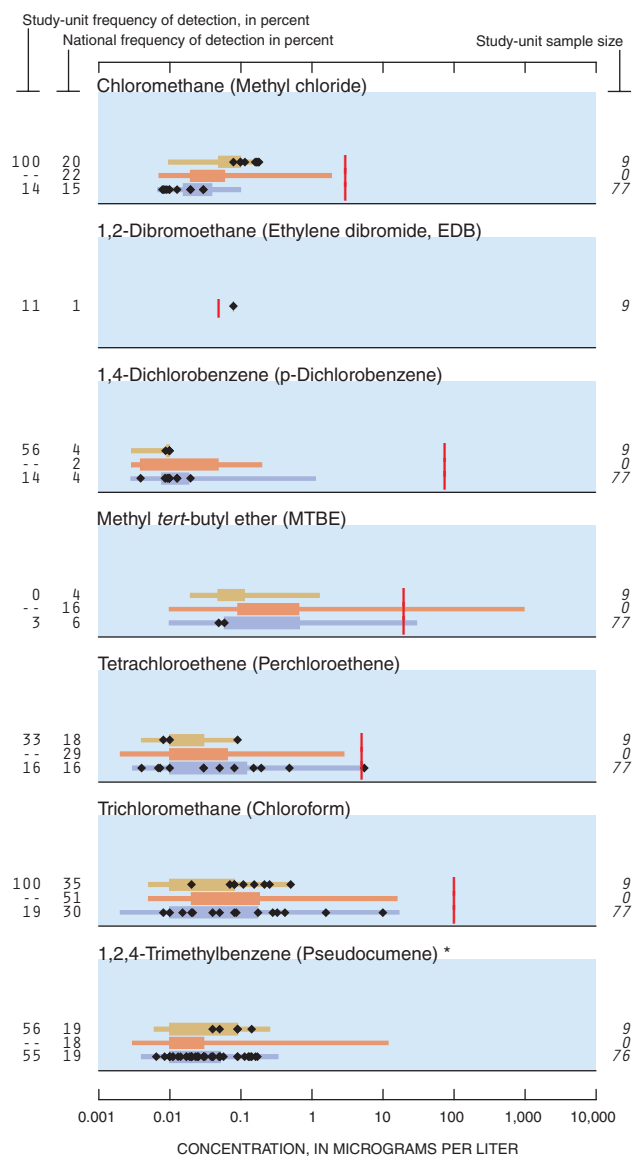 Study-unit frequency of detection, in percent
National frequency of detection in percent
Study-unit sample size
Chloromethane (Methyl chloride)
100 20 9
-- 22 0
14 15 77
1,2-Dibromoethane (Ethylene dibromide, EDB)
11 1 9
1,4-Dichlorobenzene (p-Dichlorobenzene)
56 4 9
-- 2 0
14 4 77
Methyl tert-butyl ether (MTBE)
0 4 9
-- 16 0
3 6 77
Tetrachloroethene (Perchloroethene)
33 18 9
-- 29 0
16 16 77
Trichloromethane (Chloroform)
100 35 9
-- 51 0
19 30 77
1,2,4-Trimethylbenzene (Pseudocumene) *
56 19 9
-- 18 0
55 19 76
0.001 0.01 0.1 1 10 100 1,000 10,000
CONCENTRATION, IN MICROGRAMS PER LITER